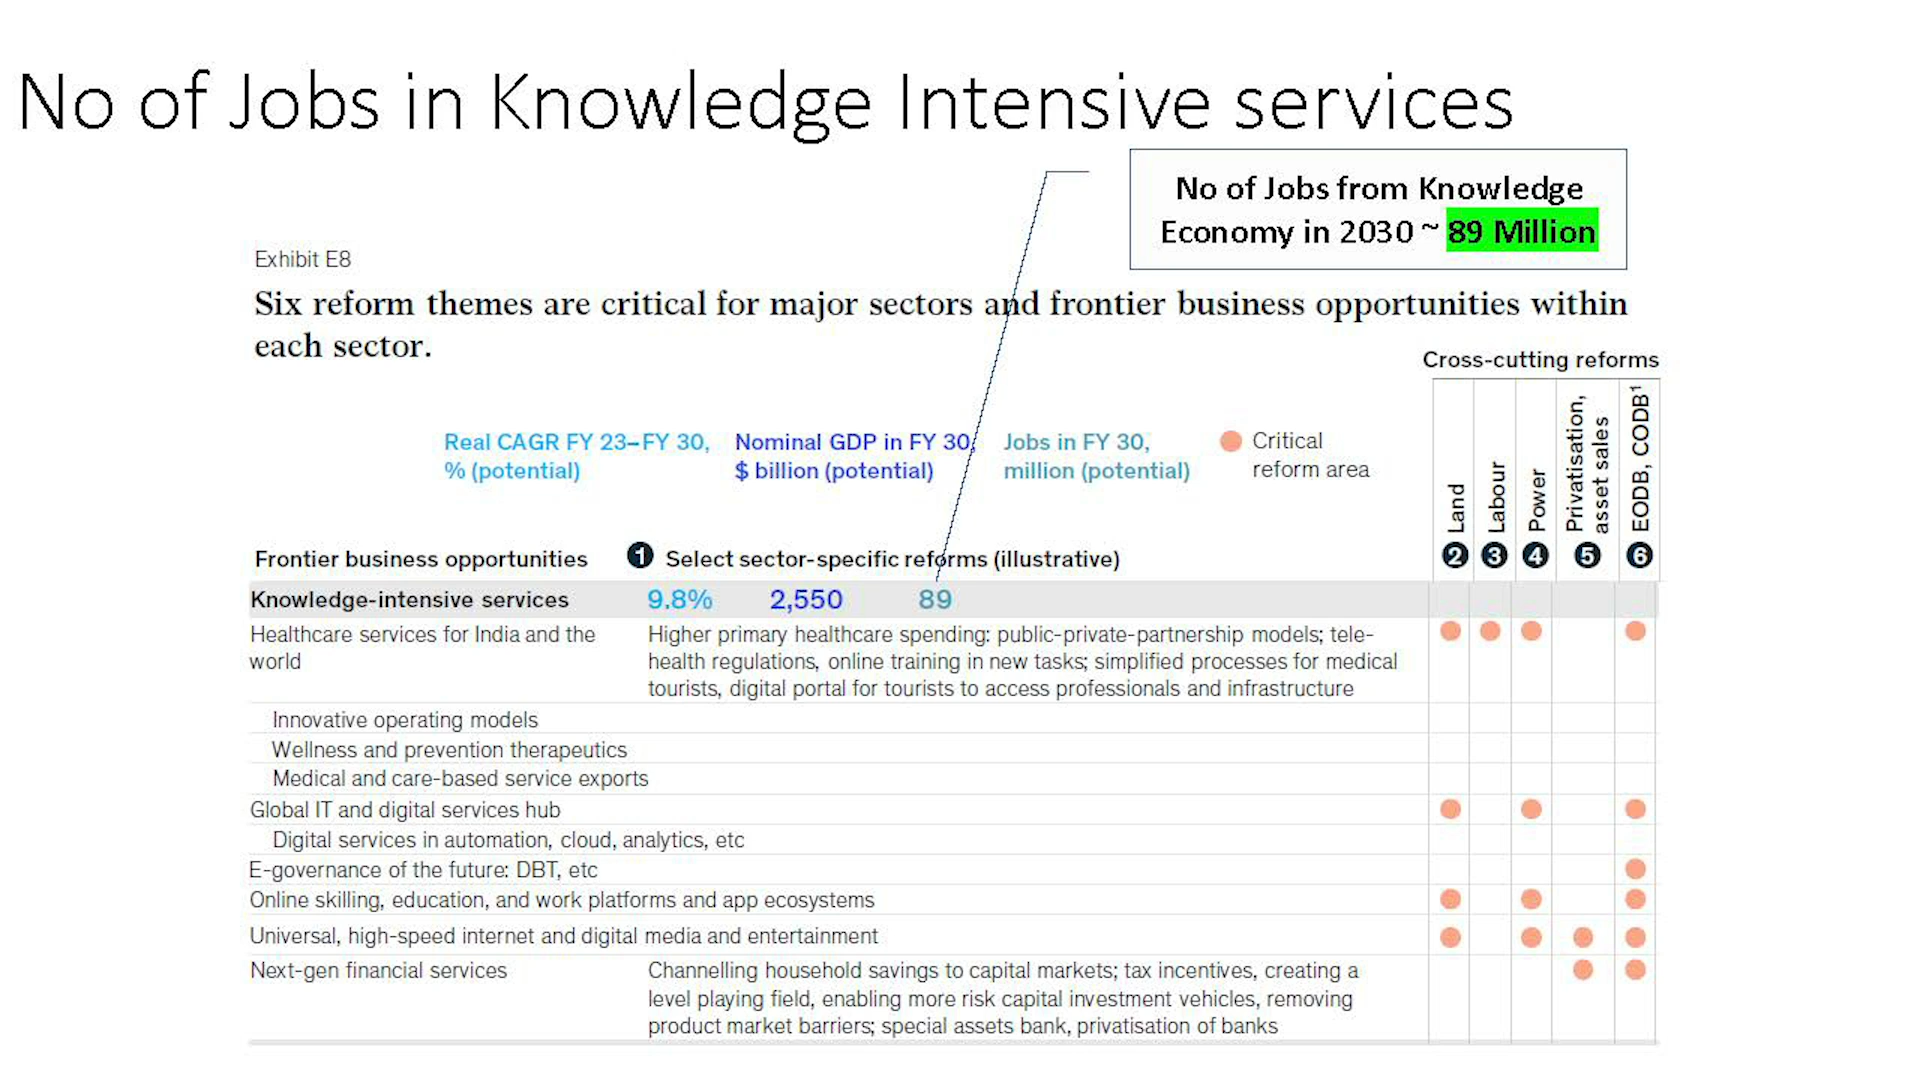 No of Jobs in Knowledge Intensive services
No of Jobs from Knowledge
Economy in 2030 ~ 89 Million
Exhibit E8
Six reform themes are critical for major sectors and frontier business opportunities within
each sector.
Cross-cutting reforms
Real CAGR FY 23–FY 30,
% (potential)
Nominal GDP in FY 30,
$ billion (potential)
Jobs in FY 30,
million (potential)
Critical
reform area
Land
Labour
Power
Privatisation,
asset sales
EODB, CODB¹
Frontier business opportunities
1 Select sector-specific reforms (illustrative)
2 3 4 5 6
Knowledge-intensive services 9.8% 2,550 89
Healthcare services for India and the
world
Higher primary healthcare spending: public-private-partnership models; tele-
health regulations, online training in new tasks; simplified processes for medical
tourists, digital portal for tourists to access professionals and infrastructure
Innovative operating models
Wellness and prevention therapeutics
Medical and care-based service exports
Global IT and digital services hub
Digital services in automation, cloud, analytics, etc
E-governance of the future: DBT, etc
Online skilling, education, and work platforms and app ecosystems
Universal, high-speed internet and digital media and entertainment
Next-gen financial services
Channelling household savings to capital markets; tax incentives, creating a
level playing field, enabling more risk capital investment vehicles, removing
product market barriers; special assets bank, privatisation of banks